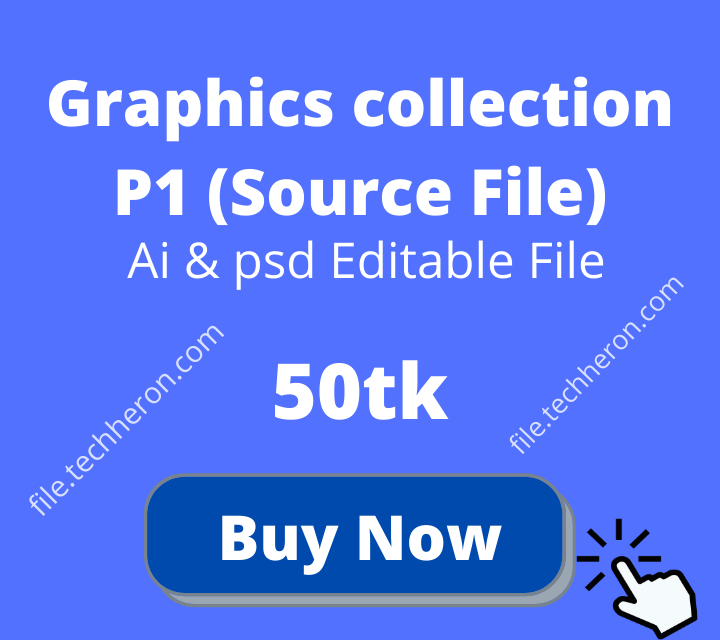 Graphics collection
P1 (Source File)
Ai & psd Editable File
file.techheron.com
file.techheron.com
50tk
Buy Now